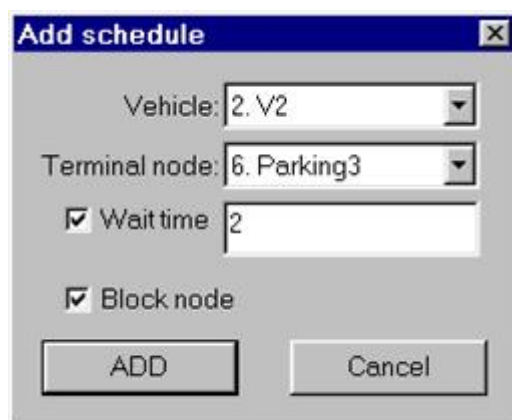 Add schedule
Vehicle: 2. V2
Terminal node: 6. Parking3
Wait time 2
Block node
ADD Cancel